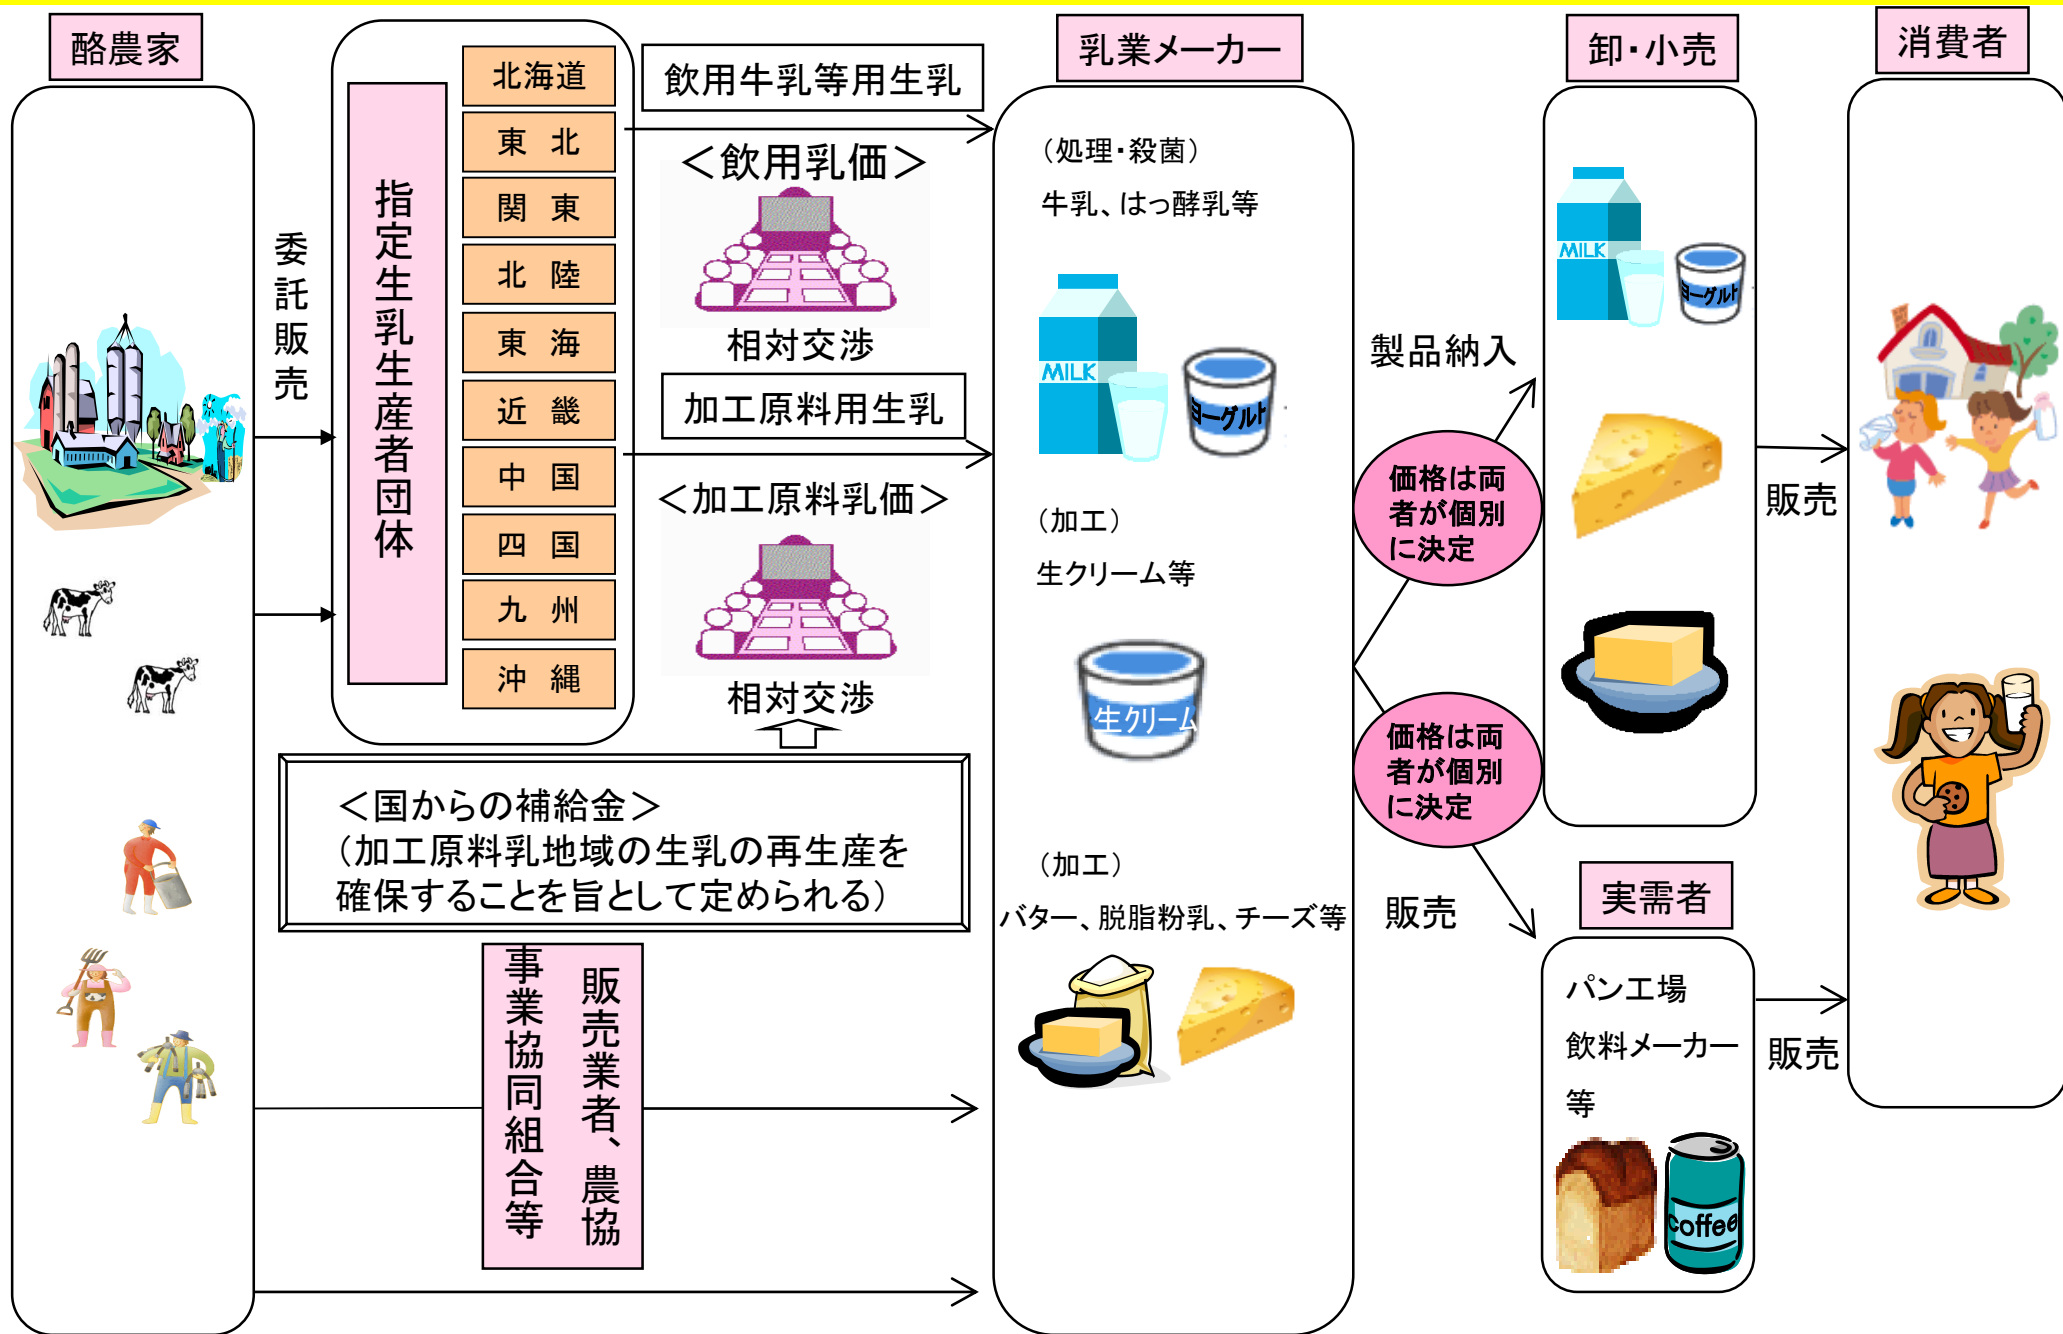 酪農家
委託販売
指定生乳生産者団体
北海道
東 北
関 東
北 陸
東 海
近 畿
中 国
四 国
九 州
沖 縄
飲用牛乳等用生乳
＜飲用乳価＞
相対交渉
加工原料用生乳
＜加工原料乳価＞
相対交渉
＜国からの補給金＞
（加工原料乳地域の生乳の再生産を
確保することを旨として定められる）
販売業者、農協
事業協同組合等
乳業メーカー
（処理・殺菌）
牛乳、はっ酵乳等
MILK
ヨーグルト
（加工）
生クリーム等
生クリーム
（加工）
バター、脱脂粉乳、チーズ等
製品納入
価格は両
者が個別
に決定
価格は両
者が個別
に決定
販売
卸・小売
MILK
ヨーグルト
実需者
パン工場
飲料メーカー
等
coffee
販売
販売
消費者